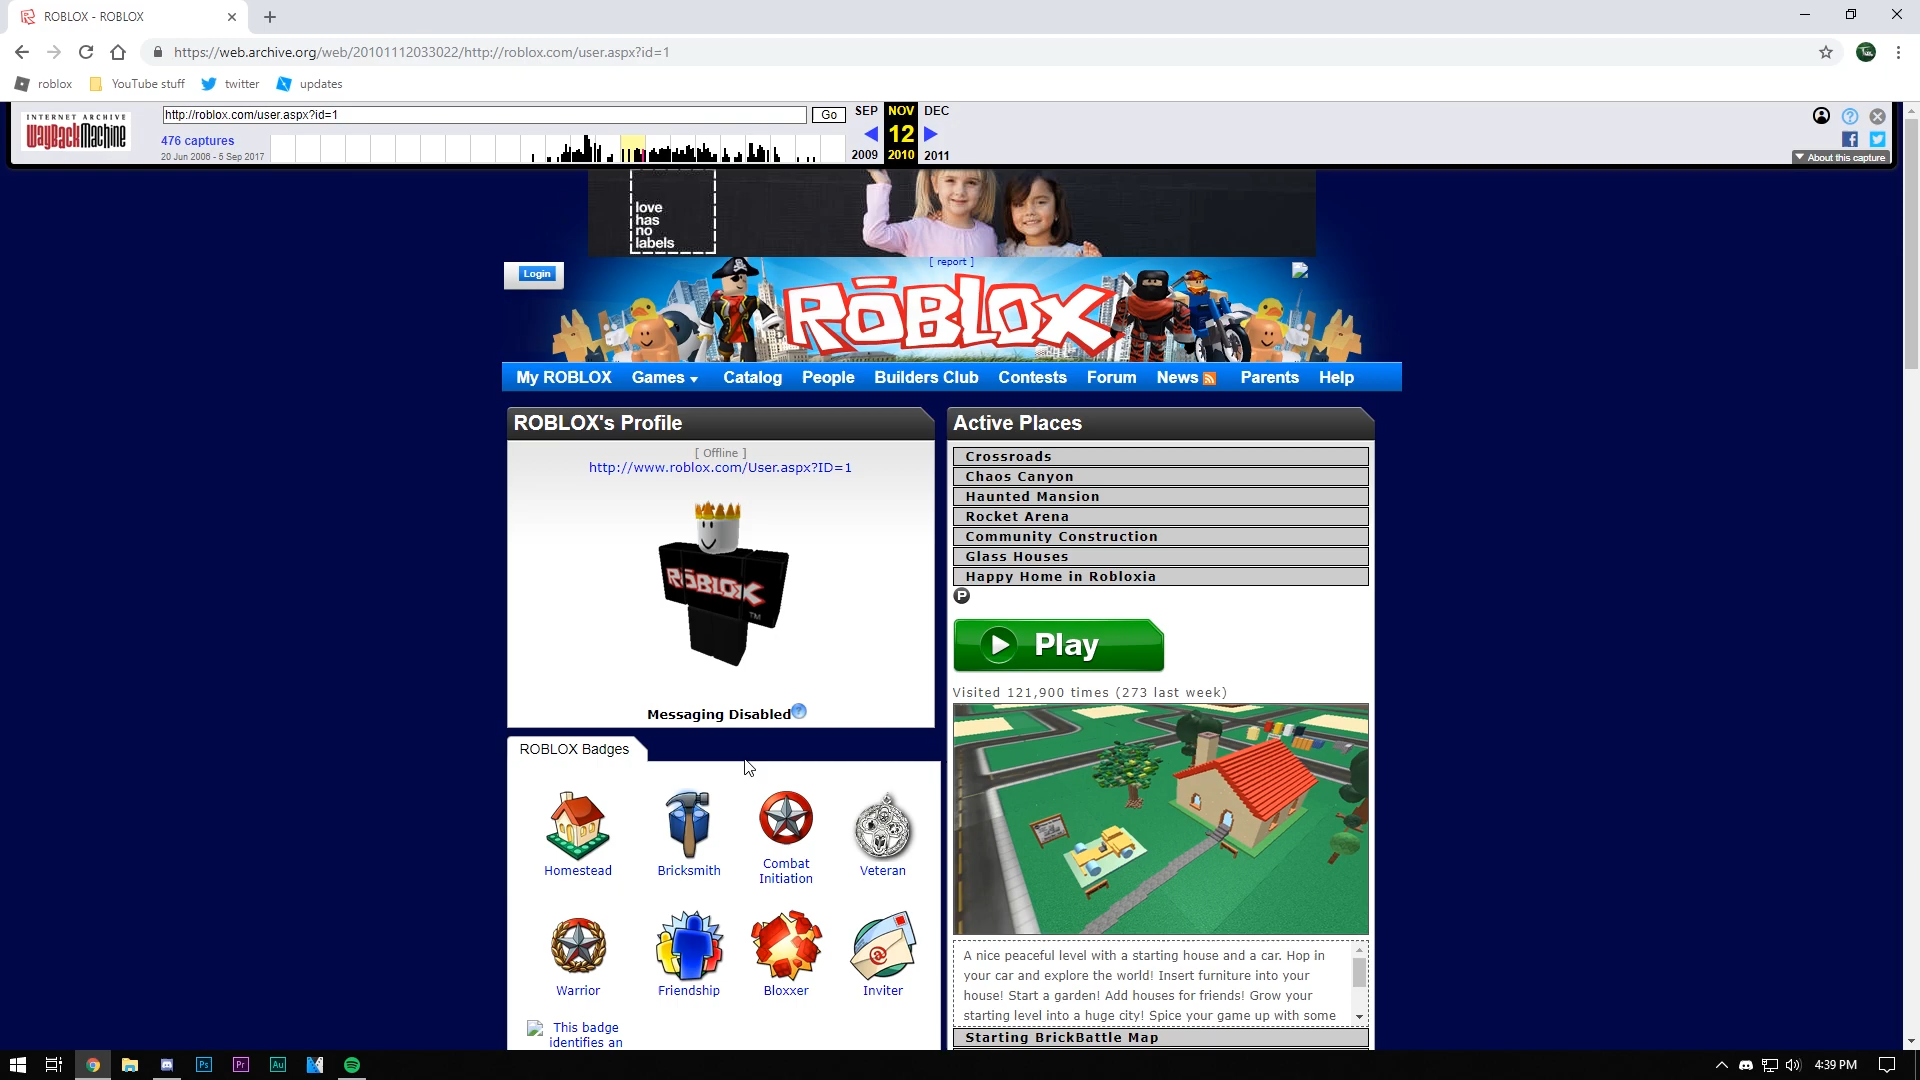 ROBLOX - ROBLOX
https://web.archive.org/web/20101112033022/http://roblox.com/user.aspx?id=1
roblox
YouTube stuff
twitter
updates
INTERNET ARCHIVE
WayBackMachine
http://roblox.com/user.aspx?id=1
Go
SEP
NOV
DEC
476 captures
12
20 Jun 2006 - 5 Sep 2017
2009
2010
2011
About this capture
love
has
no
labels
[ report ]
Login
ROBLOX
My ROBLOX
Games
Catalog
People
Builders Club
Contests
Forum
News
Parents
Help
ROBLOX's Profile
[ Offline ]
http://www.roblox.com/User.aspx?ID=1
ROBLOX
TM
Messaging Disabled
ROBLOX Badges
Homestead
Bricksmith
Combat
Initiation
Veteran
Warrior
Friendship
Bloxxer
Inviter
This badge
identifies an
Active Places
Crossroads
Chaos Canyon
Haunted Mansion
Rocket Arena
Community Construction
Glass Houses
Happy Home in Robloxia
P
Play
Visited 121,900 times (273 last week)
A nice peaceful level with a starting house and a car. Hop in
your car and explore the world! Insert furniture into your
house! Start a garden! Add houses for friends! Grow your
starting level into a huge city! Spice your game up with some
Starting BrickBattle Map
Ps
Pr
Au
4:39 PM